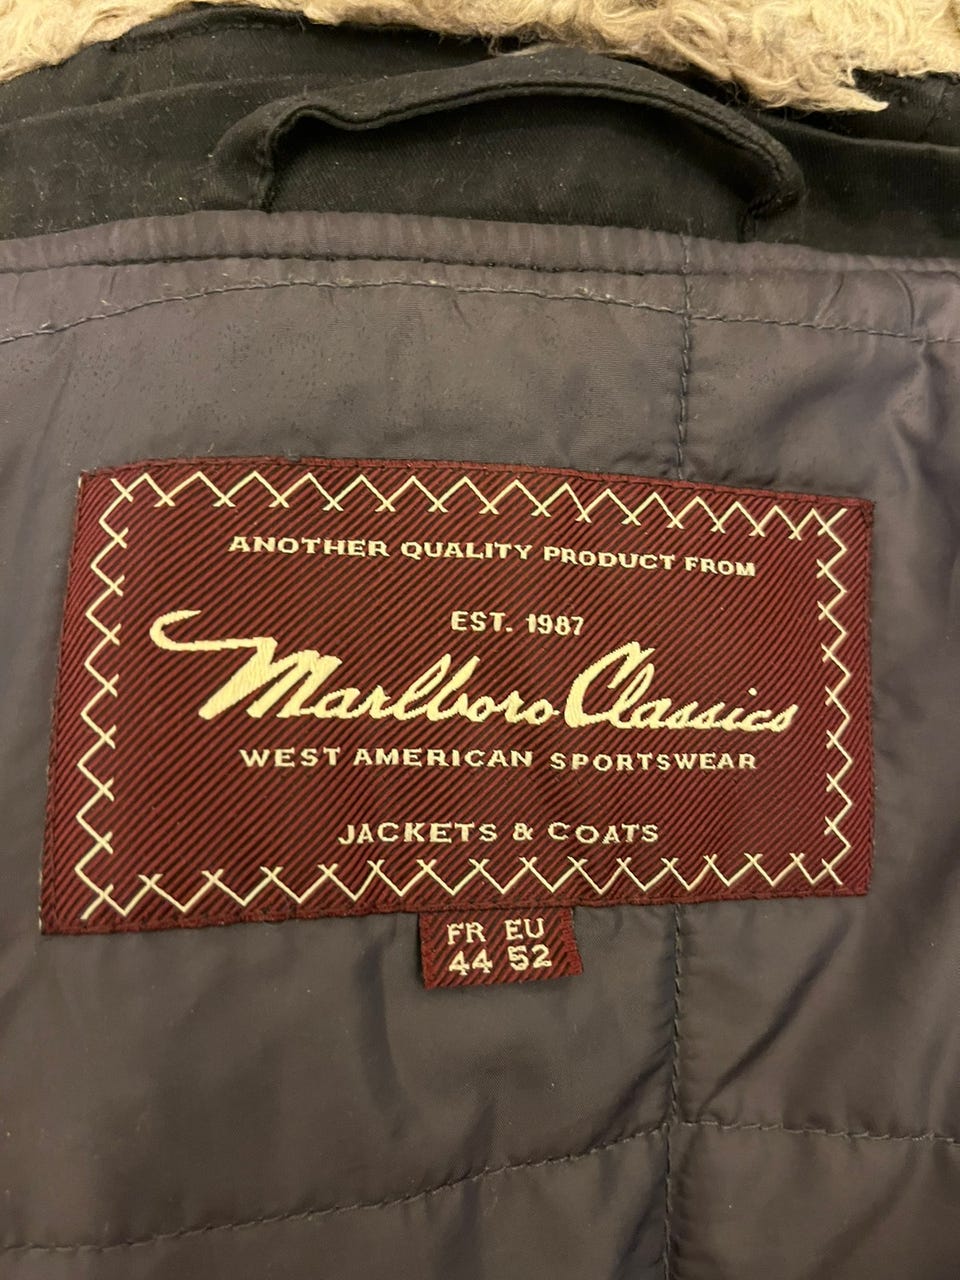 ANOTHER QUALITY PRODUCT FROM
EST. 1987
Marlboro Classics
WEST AMERICAN SPORTSWEAR
JACKETS & COATS
FR EU
44 52